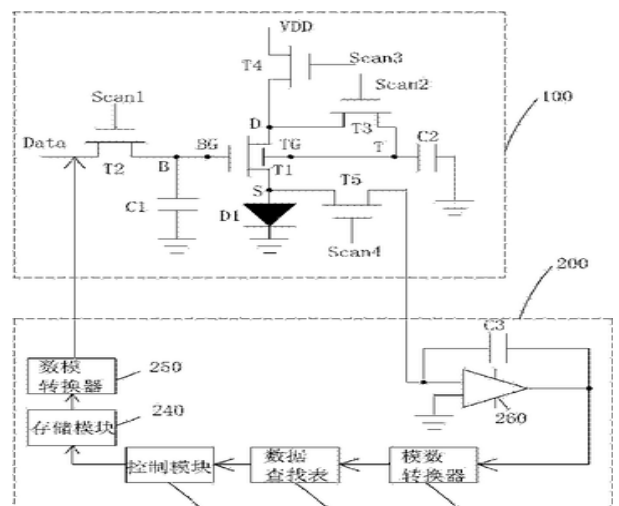 VDD
T4
Scan3
Scan2
Scan1
100
Data
D
T3
BG
TG
T
C2
T2
B
T1
S
T5
C1
D1
Scan4
200
C3
数模
转换器
250
240
260
存储模块
控制模块
数据
查找表
模数
转换器